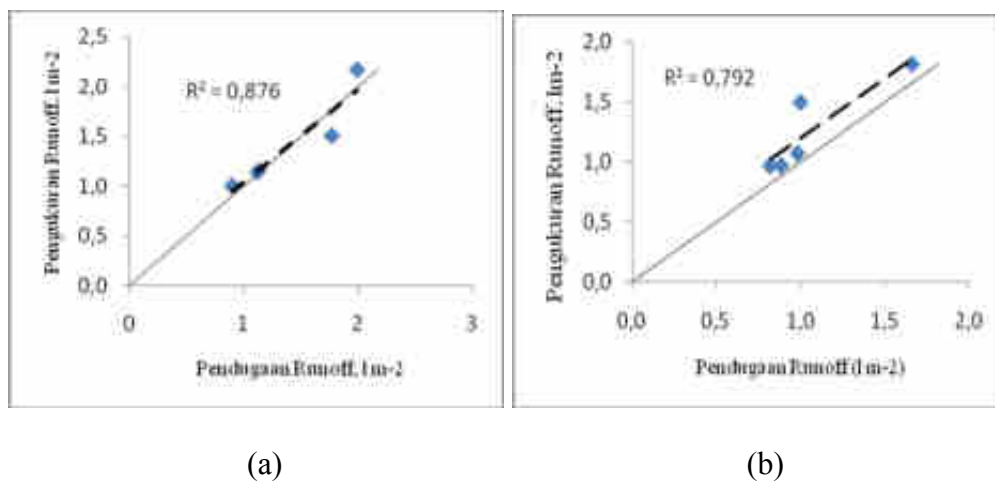 Pengukuran Runoff, l m-2
2,5
2,0
1,5
1,0
0,5
0,0
R² = 0,876
0
1
2
3
Pendugaan Runoff, l m-2
Pengukuran Runoff, lm-2
2,0
1,5
1,0
0,5
0,0
R² = 0,792
0,0
0,5
1,0
1,5
2,0
Pendugaan Runoff (l m-2)
(a)
(b)